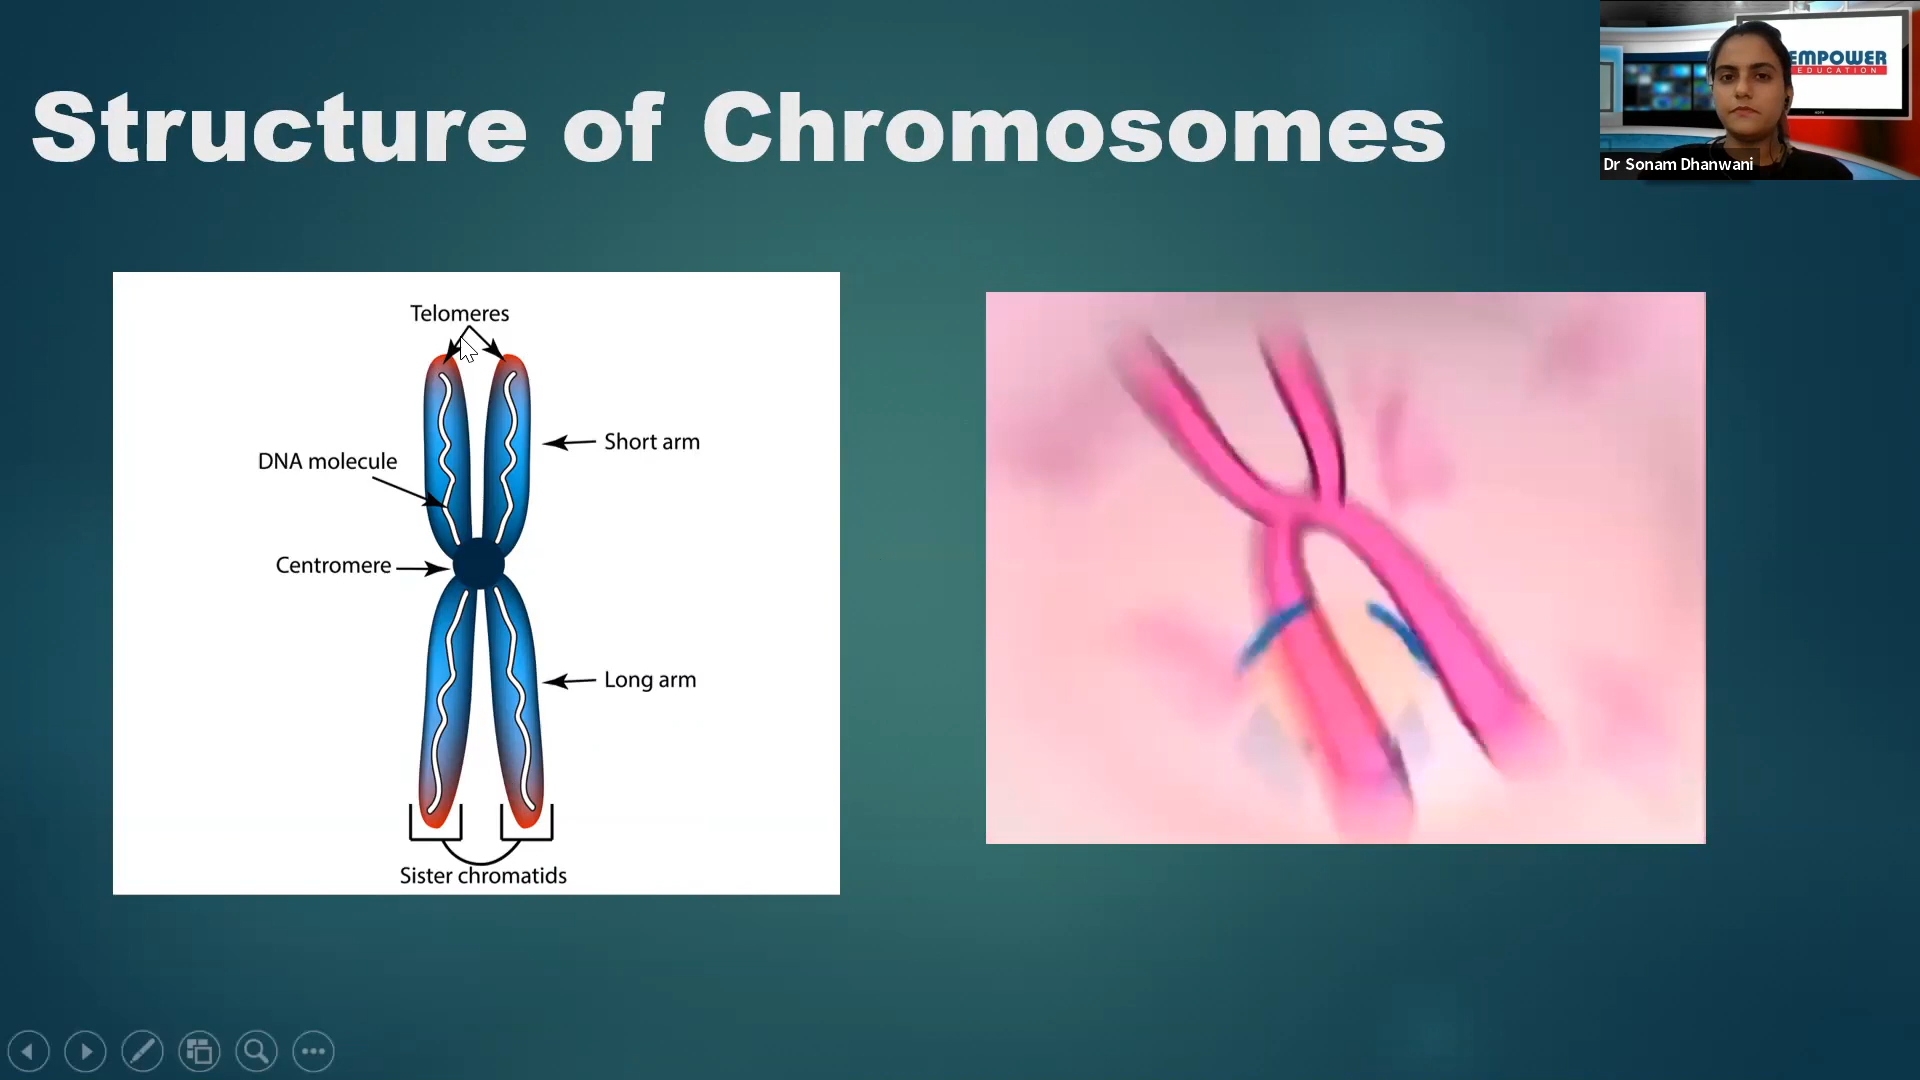 Structure of Chromosomes
EMPOWER
EDUCATION
Dr Sonam Dhanwani
Telomeres
Short arm
DNA molecule
Centromere
Long arm
Sister chromatids